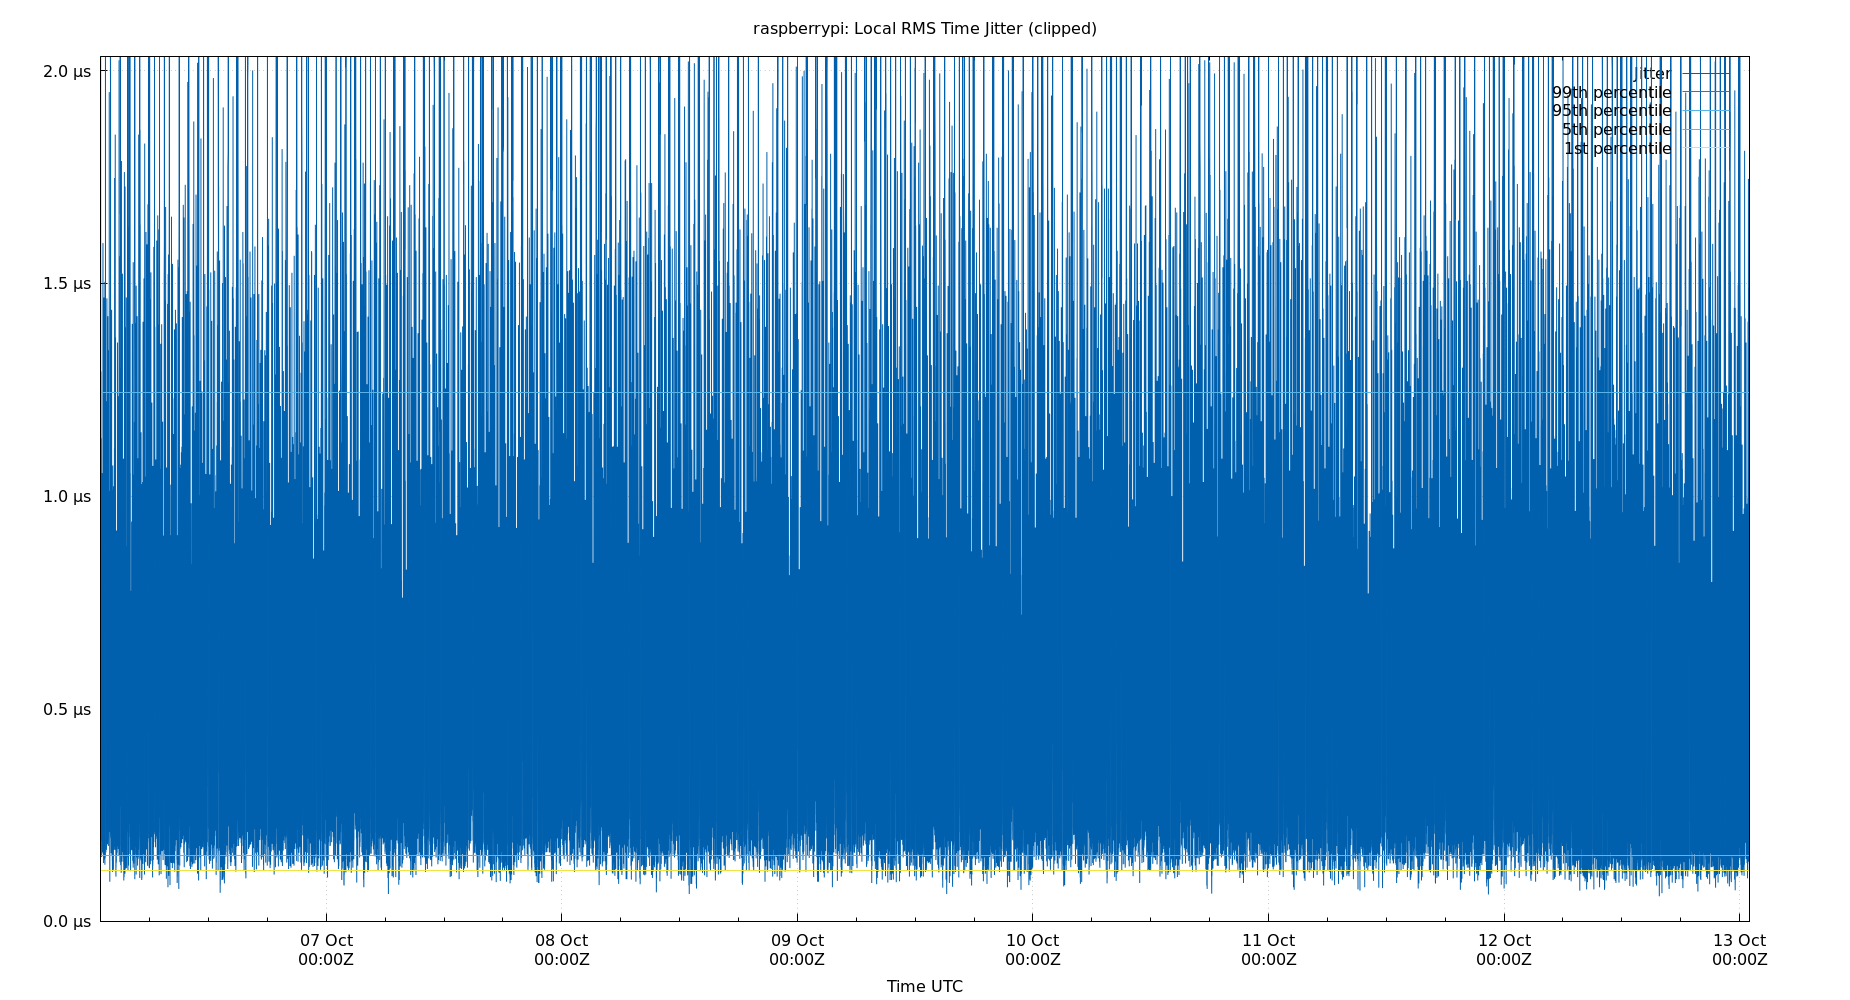 raspberrypi: Local RMS Time Jitter (clipped)
2.0 µs
1.5 µs
1.0 µs
0.5 µs
0.0 µs
Jitter
99th percentile
95th percentile
5th percentile
1st percentile
07 Oct
00:00Z
08 Oct
00:00Z
09 Oct
00:00Z
10 Oct
00:00Z
11 Oct
00:00Z
12 Oct
00:00Z
13 Oct
00:00Z
Time UTC